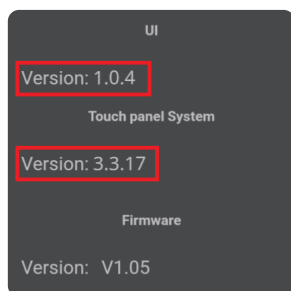 UI
Version: 1.0.4
Touch panel System
Version: 3.3.17
Firmware
Version: V1.05